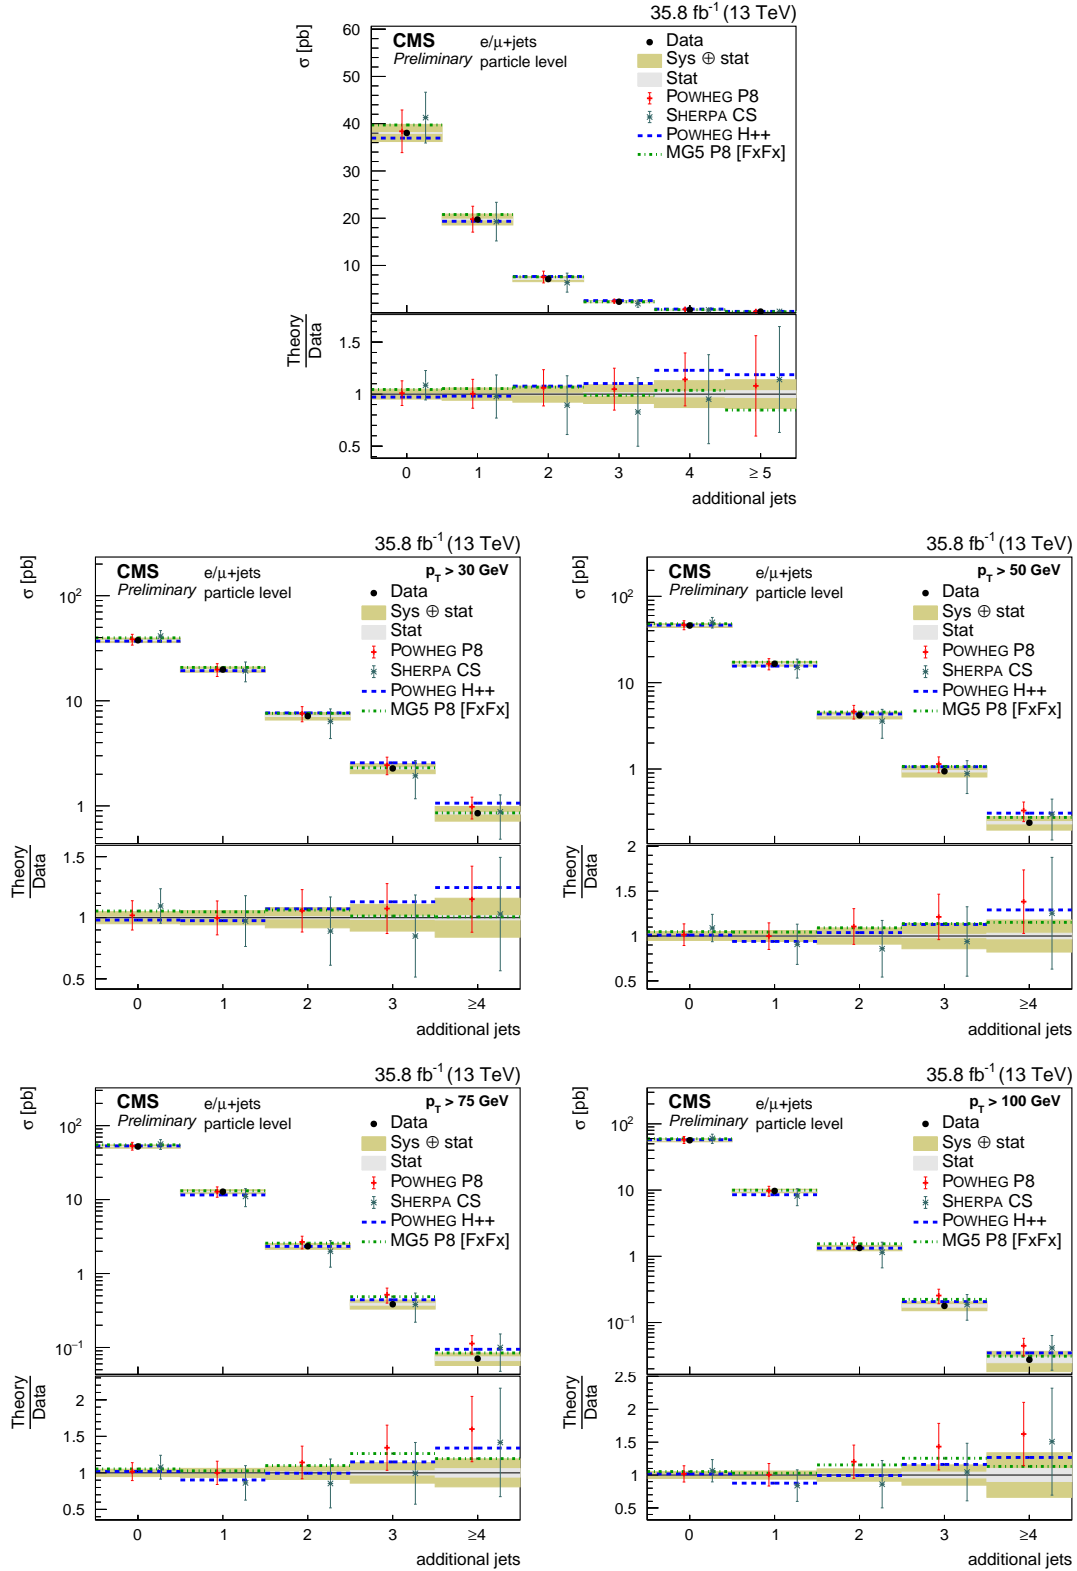 35.8 fb⁻¹ (13 TeV)
σ [pb]
CMS
Preliminary
e/μ+jets
particle level
Data
Sys ⊕ stat
Stat
POWHEG P8
SHERPA CS
POWHEG H++
MG5 P8 [FxFx]
60
50
40
30
20
10
Theory
Data
1.5
1
0.5
0 1 2 3 4 ≥ 5
additional jets
35.8 fb⁻¹ (13 TeV)
σ [pb]
CMS
Preliminary
e/μ+jets
particle level
p_T > 30 GeV
Data
Sys ⊕ stat
Stat
POWHEG P8
SHERPA CS
POWHEG H++
MG5 P8 [FxFx]
10²
10
1
Theory
Data
1.5
1
0.5
0 1 2 3 ≥4
additional jets
35.8 fb⁻¹ (13 TeV)
σ [pb]
CMS
Preliminary
e/μ+jets
particle level
p_T > 50 GeV
Data
Sys ⊕ stat
Stat
POWHEG P8
SHERPA CS
POWHEG H++
MG5 P8 [FxFx]
10²
10
1
Theory
Data
2
1.5
1
0.5
0 1 2 3 ≥4
additional jets
35.8 fb⁻¹ (13 TeV)
σ [pb]
CMS
Preliminary
e/μ+jets
particle level
p_T > 75 GeV
Data
Sys ⊕ stat
Stat
POWHEG P8
SHERPA CS
POWHEG H++
MG5 P8 [FxFx]
10²
10
1
10⁻¹
Theory
Data
2
1.5
1
0.5
0 1 2 3 ≥4
additional jets
35.8 fb⁻¹ (13 TeV)
σ [pb]
CMS
Preliminary
e/μ+jets
particle level
p_T > 100 GeV
Data
Sys ⊕ stat
Stat
POWHEG P8
SHERPA CS
POWHEG H++
MG5 P8 [FxFx]
10²
10
1
10⁻¹
Theory
Data
2.5
2
1.5
1
0.5
0 1 2 3 ≥4
additional jets